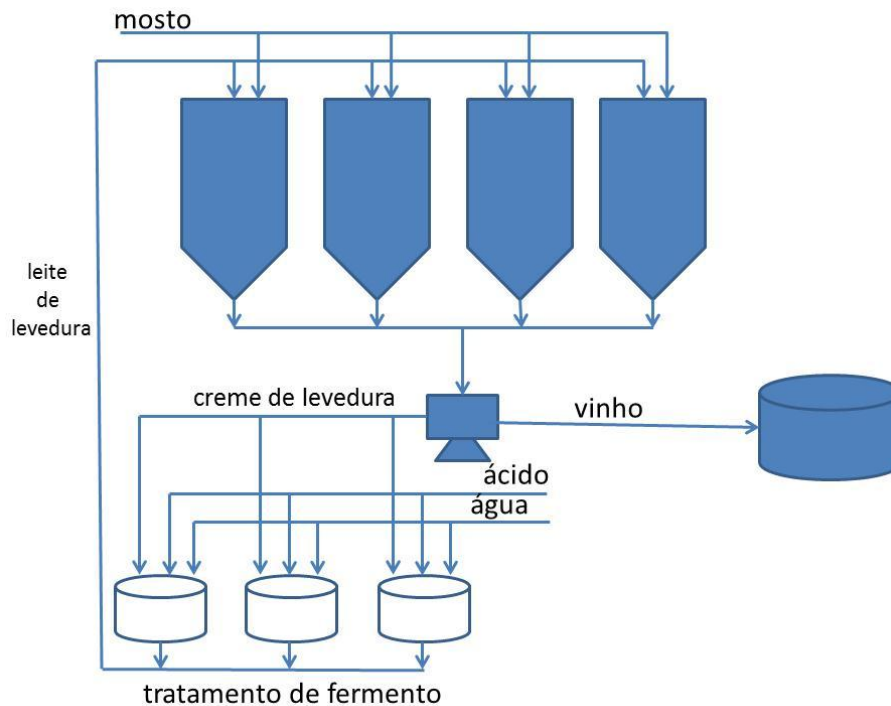 mosto
leite
de
levedura
creme de levedura
vinho
ácido
água
tratamento de fermento